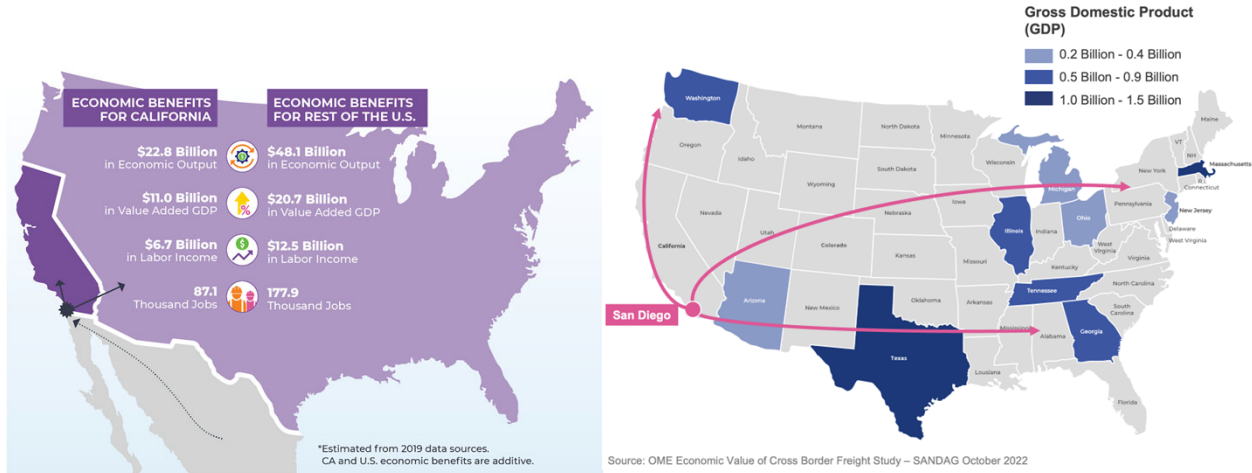 ECONOMIC BENEFITS
FOR CALIFORNIA
ECONOMIC BENEFITS
FOR REST OF THE U.S.
$22.8 Billion
in Economic Output
$48.1 Billion
in Economic Output
$11.0 Billion
in Value Added GDP
%
$20.7 Billion
in Value Added GDP
$6.7 Billion
in Labor Income
$
$12.5 Billion
in Labor Income
87.1
Thousand Jobs
177.9
Thousand Jobs
*Estimated from 2019 data sources.
CA and U.S. economic benefits are additive.
Gross Domestic Product
(GDP)
0.2 Billion - 0.4 Billion
0.5 Billon - 0.9 Billion
1.0 Billion - 1.5 Billion
Washington
Oregon
Idaho
Montana
North Dakota
South Dakota
Minnesota
Wisconsin
Michigan
Wyoming
Nebraska
Iowa
Nevada
Utah
Colorado
California
Kansas
Missouri
Illinois
Indiana
Ohio
Kentucky
West
Virginia
Virginia
Pennsylvania
New York
VT
NH
Maine
Massachusetts
RI
Connecticut
New Jersey
Delaware
West Virginia
North Carolina
South
Carolina
Tennessee
Arkansas
Oklahoma
New Mexico
Arizona
Texas
Louisiana
Mississippi
Alabama
Georgia
Florida
San Diego
Source: OME Economic Value of Cross Border Freight Study – SANDAG October 2022